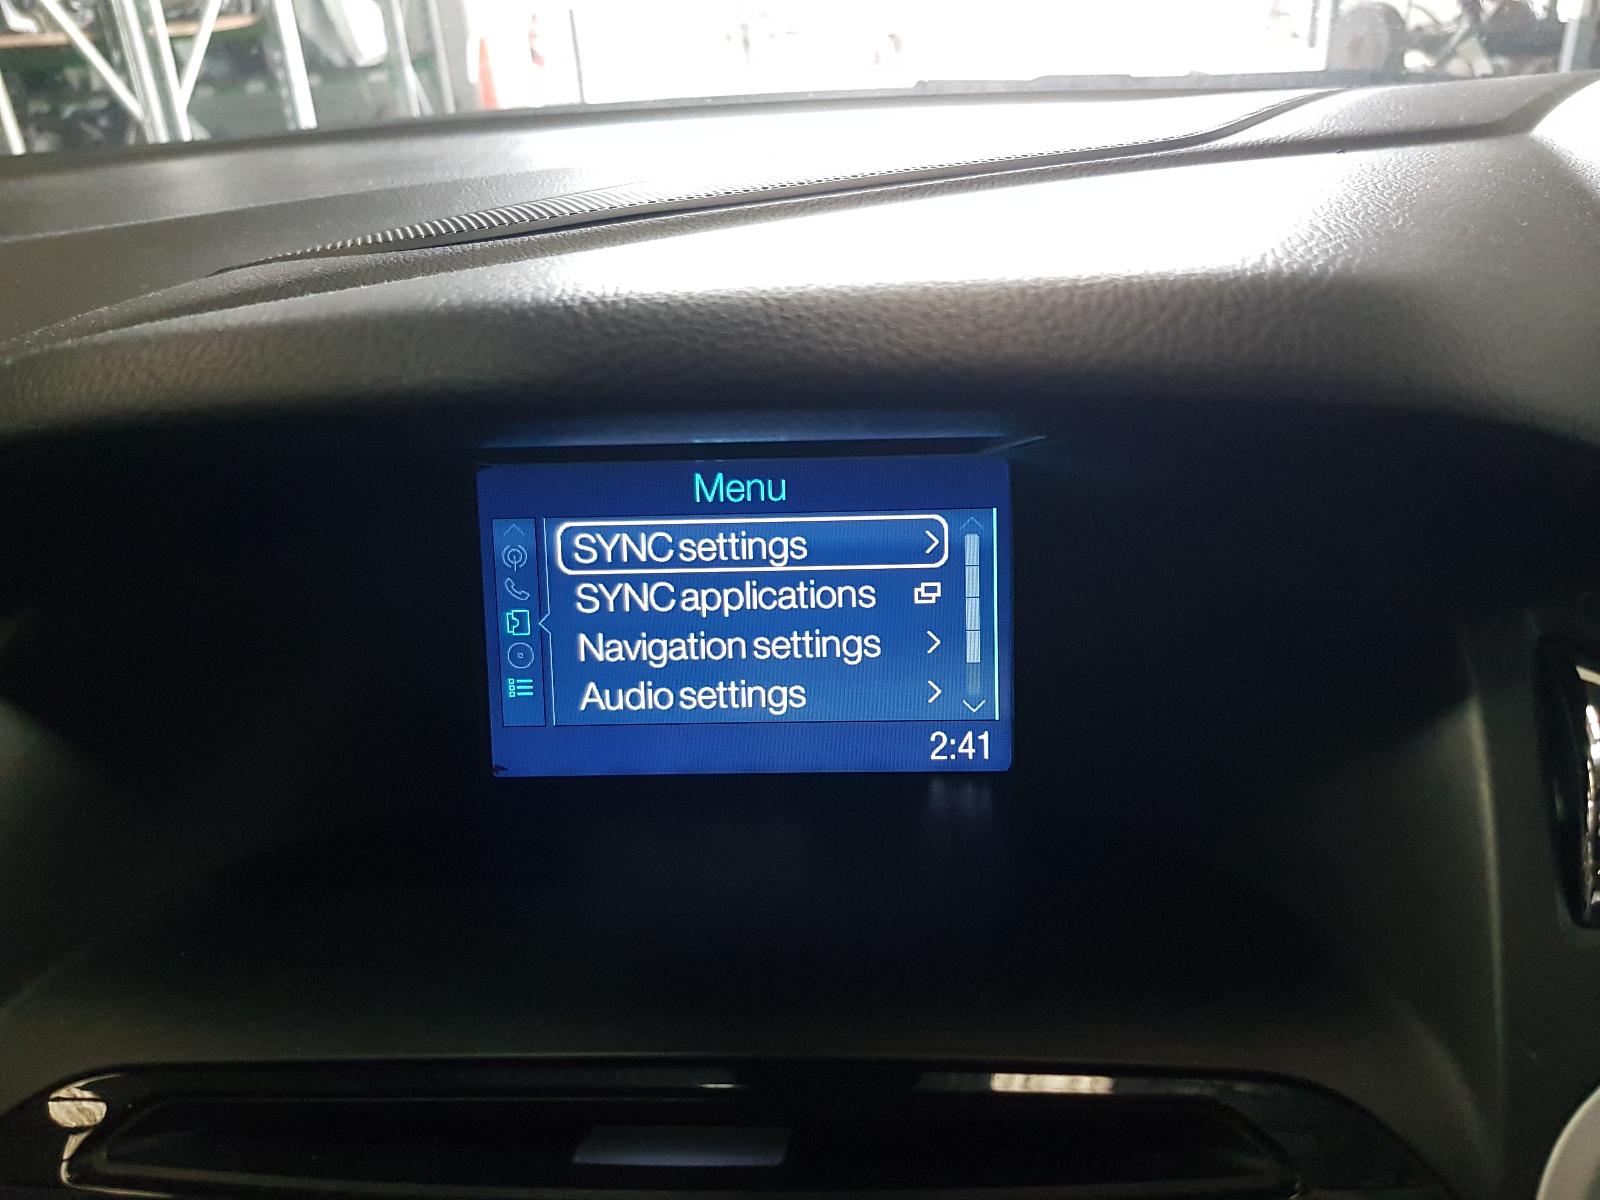 Menu
SYNC settings
SYNC applications
Navigation settings
Audio settings
2:41